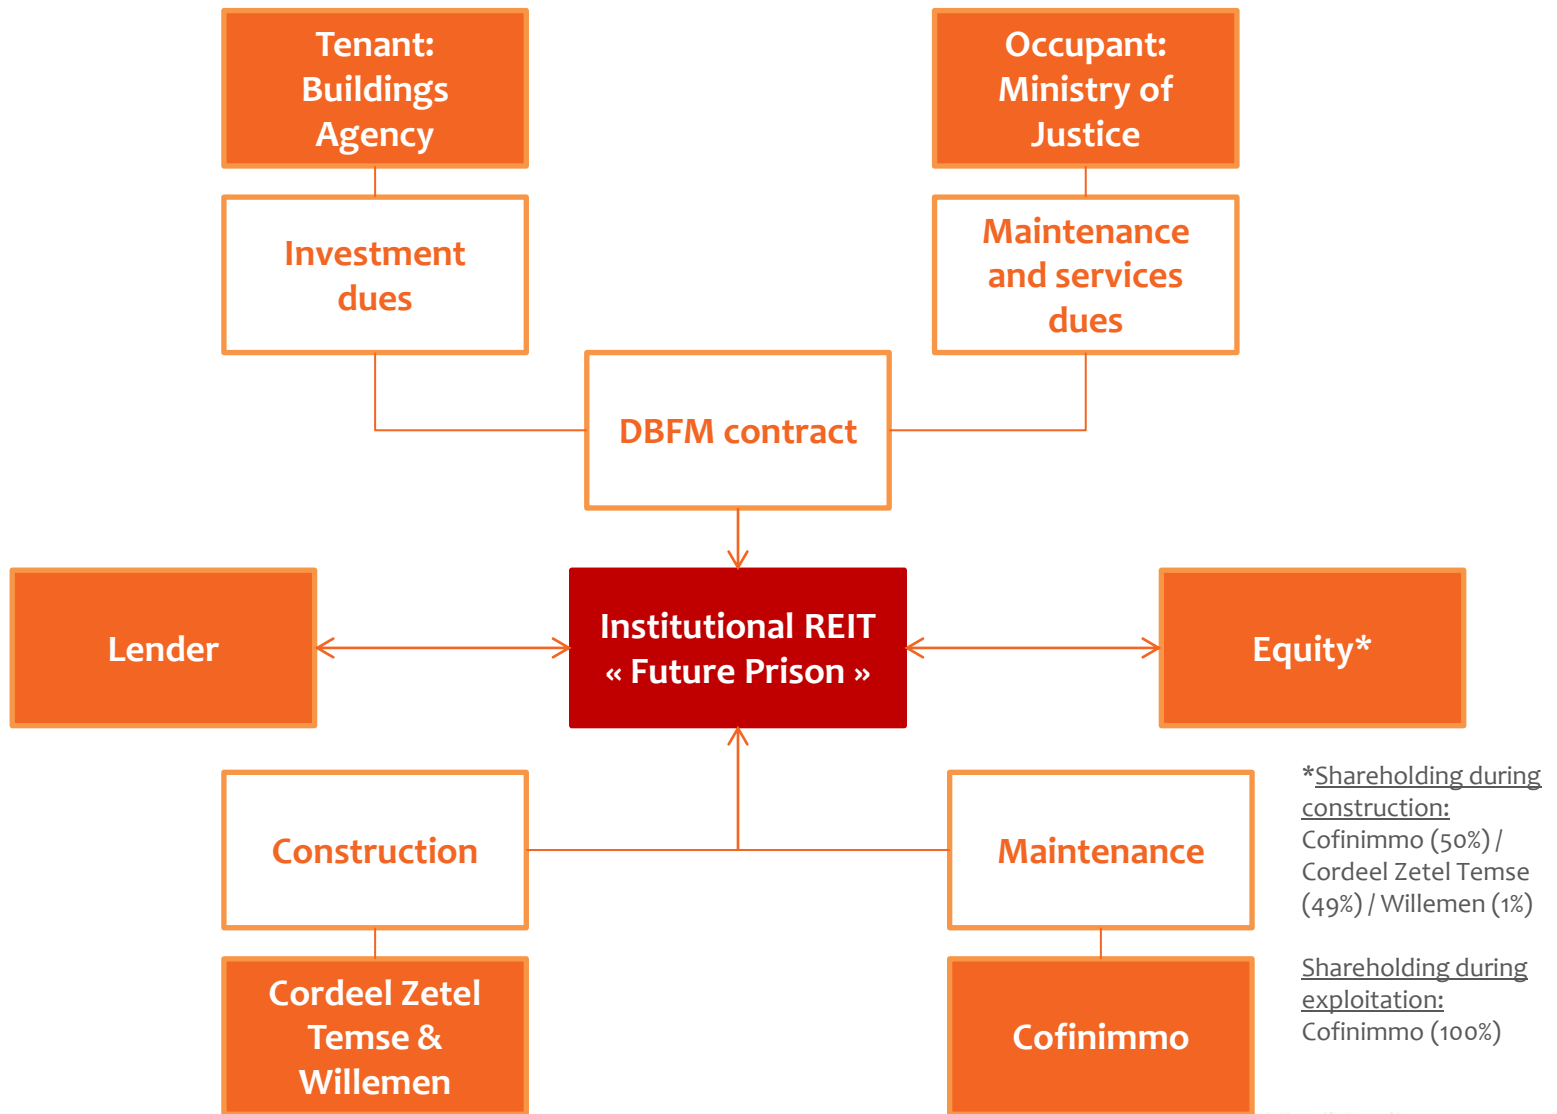 Tenant:
Buildings
Agency
Occupant:
Ministry of
Justice
Investment
dues
Maintenance
and services
dues
DBFM contract
Lender
Institutional REIT
« Future Prison »
Equity*
Construction
Maintenance
*Shareholding during
construction:
Cofinimmo (50%) /
Cordeel Zetel Temse
(49%) / Willemen (1%)
Shareholding during
exploitation:
Cofinimmo (100%)
Cordeel Zetel
Temse &
Willemen
Cofinimmo